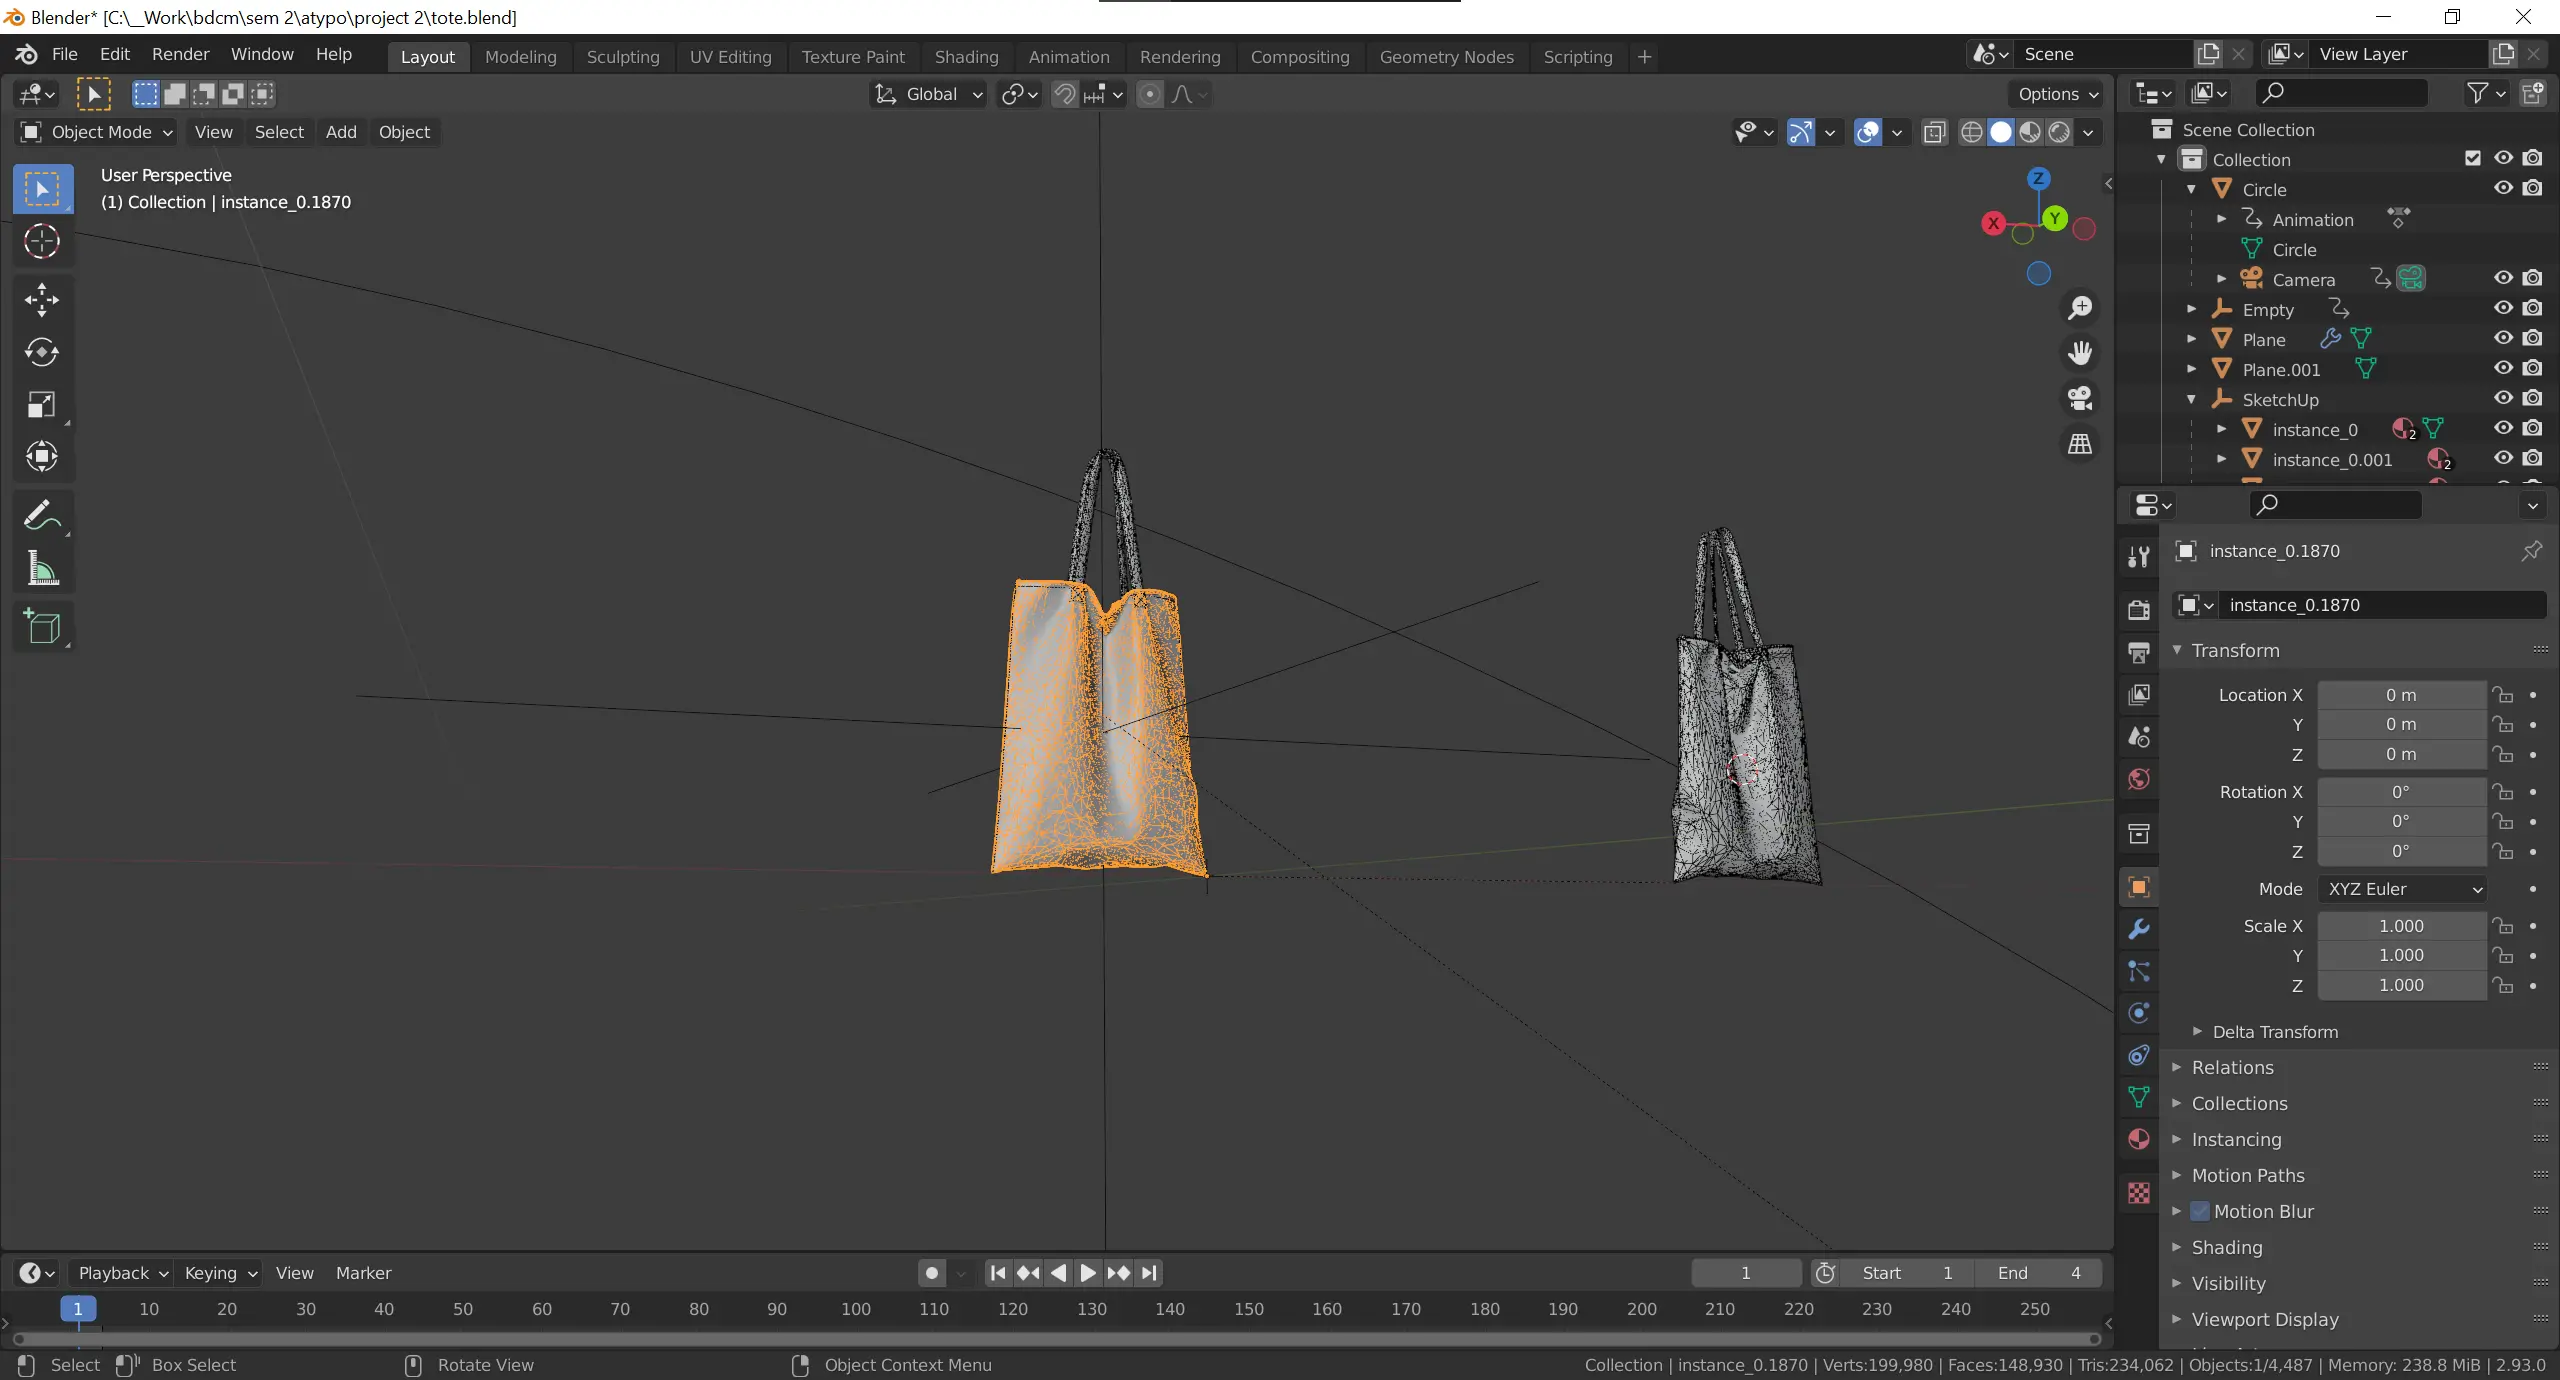 Blender* [C:\__Work\bdcm\sem 2\atypo\project 2\tote.blend]
File Edit Render Window Help Layout Modeling Sculpting UV Editing Texture Paint Shading Animation Rendering Compositing Geometry Nodes Scripting + Scene View Layer
Global Options
Object Mode View Select Add Object
User Perspective
(1) Collection | instance_0.1870
Z
X
Y
Scene Collection
Collection
Circle
Animation
Circle
Camera
Empty
Plane
Plane.001
SketchUp
instance_0 2
instance_0.001 2
instance_0.1870
instance_0.1870
Transform
Location X 0 m
Y 0 m
Z 0 m
Rotation X 0°
Y 0°
Z 0°
Mode XYZ Euler
Scale X 1.000
Y 1.000
Z 1.000
Delta Transform
Relations
Collections
Instancing
Motion Paths
Motion Blur
Shading
Visibility
Viewport Display
Playback Keying View Marker 1 Start 1 End 4
1 10 20 30 40 50 60 70 80 90 100 110 120 130 140 150 160 170 180 190 200 210 220 230 240 250
Select Box Select Rotate View Object Context Menu Collection | instance_0.1870 | Verts:199,980 | Faces:148,930 | Tris:234,062 | Objects:1/4,487 | Memory: 238.8 MiB | 2.93.0